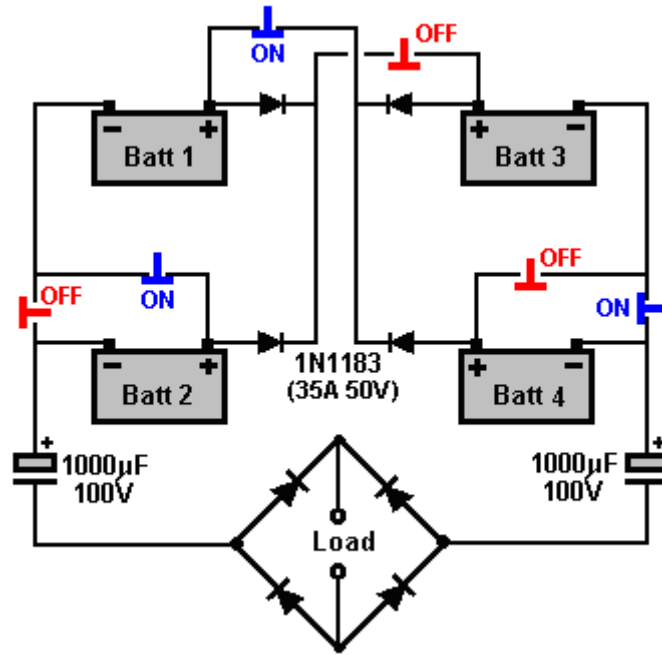 OFF
ON
- +
Batt 1
+ -
Batt 3
OFF
ON
OFF
ON
- +
Batt 2
1N1183
(35A 50V)
+ -
Batt 4
+
1000µF
100V
+
1000µF
100V
Load